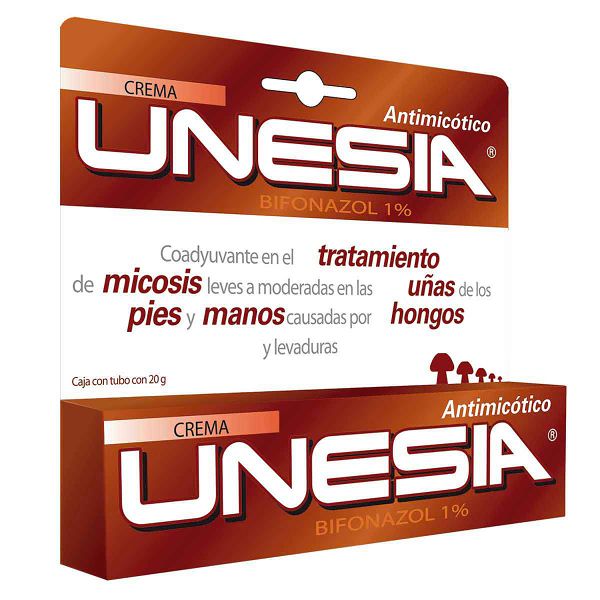 CREMA
Antimicótico
UNESIA®
BIFONAZOL 1%
Coadyuvante en el tratamiento
de micosis leves a moderadas en las uñas de los
pies y manos causadas por hongos
y levaduras
Caja con tubo con 20 g
CREMA
Antimicótico
UNESIA®
BIFONAZOL 1%